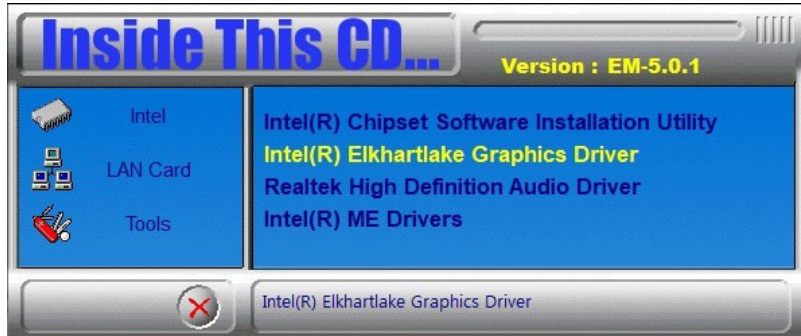 Inside This CD...
Version : EM-5.0.1
Intel
LAN Card
Tools
Intel(R) Chipset Software Installation Utility
Intel(R) Elkhartlake Graphics Driver
Realtek High Definition Audio Driver
Intel(R) ME Drivers
Intel(R) Elkhartlake Graphics Driver